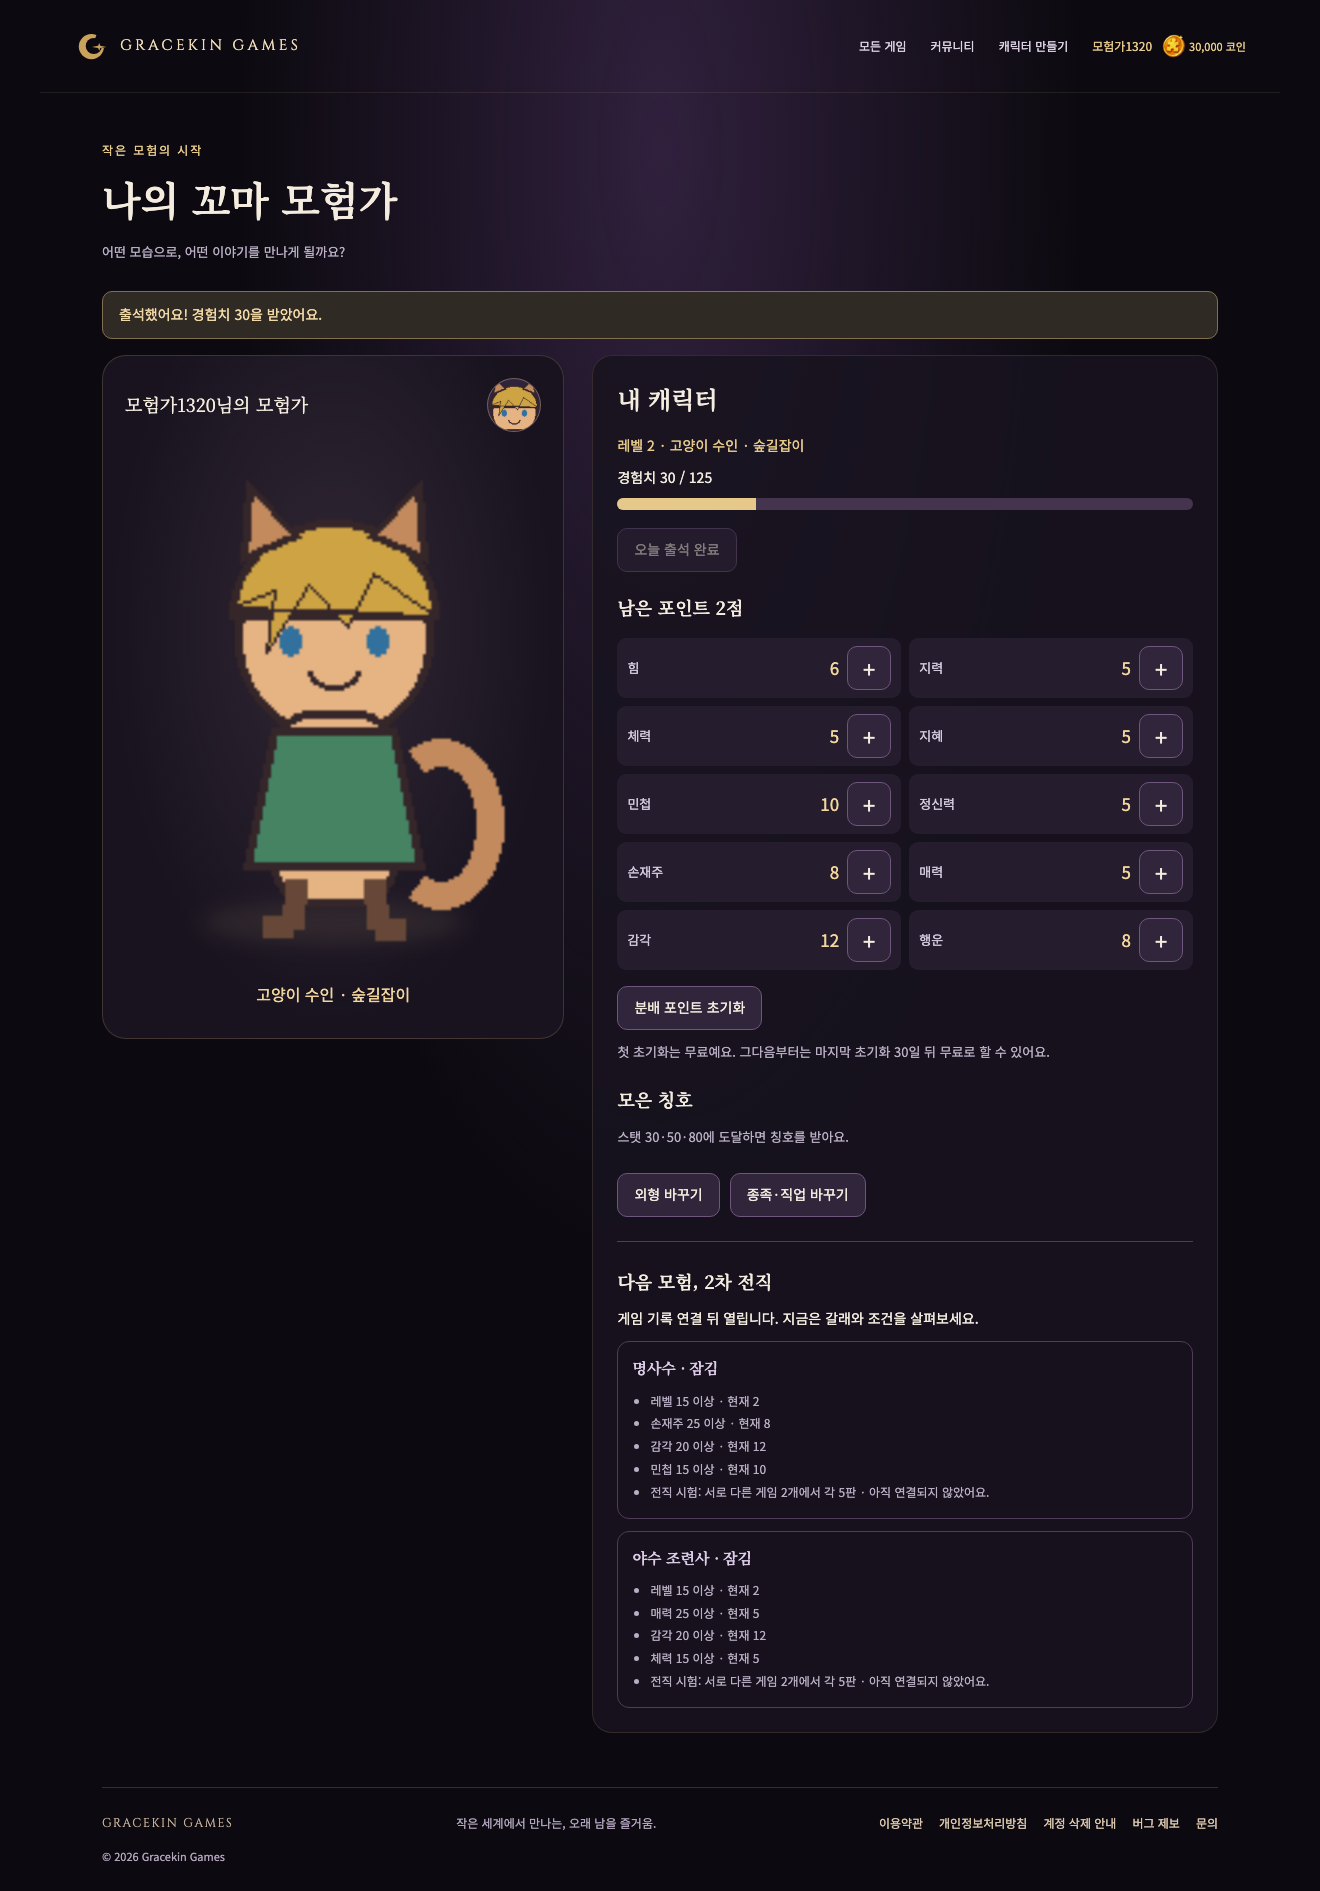 GRACEKIN GAMES
모든 게임 커뮤니티 캐릭터 만들기 모험가1320 30,000 코인
작은 모험의 시작
나의 꼬마 모험가
어떤 모습으로, 어떤 이야기를 만나게 될까요?
출석했어요! 경험치 30을 받았어요.
모험가1320님의 모험가
고양이 수인 · 숲길잡이
내 캐릭터
레벨 2 · 고양이 수인 · 숲길잡이
경험치 30 / 125
오늘 출석 완료
남은 포인트 2점
힘 6 +
지력 5 +
체력 5 +
지혜 5 +
민첩 10 +
정신력 5 +
손재주 8 +
매력 5 +
감각 12 +
행운 8 +
분배 포인트 초기화
첫 초기화는 무료예요. 그다음부터는 마지막 초기화 30일 뒤 무료로 할 수 있어요.
모은 칭호
스탯 30·50·80에 도달하면 칭호를 받아요.
외형 바꾸기 종족·직업 바꾸기
다음 모험, 2차 전직
게임 기록 연결 뒤 열립니다. 지금은 갈래와 조건을 살펴보세요.
명사수 · 잠김
레벨 15 이상 · 현재 2
손재주 25 이상 · 현재 8
감각 20 이상 · 현재 12
민첩 15 이상 · 현재 10
전직 시험: 서로 다른 게임 2개에서 각 5판 · 아직 연결되지 않았어요.
야수 조련사 · 잠김
레벨 15 이상 · 현재 2
매력 25 이상 · 현재 5
감각 20 이상 · 현재 12
체력 15 이상 · 현재 5
전직 시험: 서로 다른 게임 2개에서 각 5판 · 아직 연결되지 않았어요.
GRACEKIN GAMES
작은 세계에서 만나는, 오래 남을 즐거움.
이용약관 개인정보처리방침 계정 삭제 안내 버그 제보 문의
© 2026 Gracekin Games